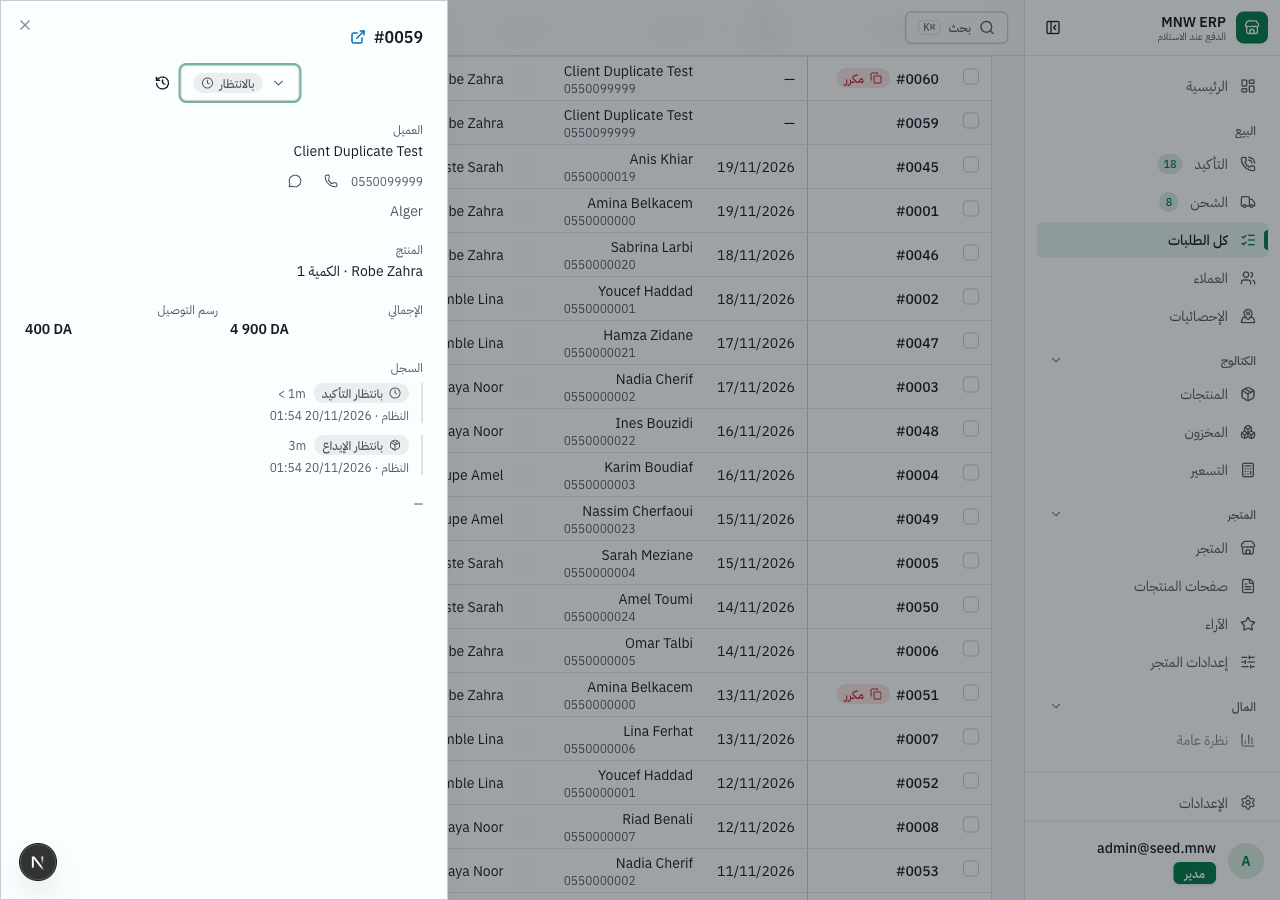 MNW ERP
الدفع عند الاستلام
الرئيسية
البيع
التأكيد 18
الشحن 8
كل الطلبات
العملاء
الإحصائيات
الكتالوج
المنتجات
المخزون
التسعير
المتجر
المتجر
صفحات المنتجات
الآراء
إعدادات المتجر
المال
نظرة عامة
الإعدادات
admin@seed.mnw
A
مدير
بحث ⌘K
#0060 مكرر — Client Duplicate Test be Zahra
0550099999
#0059 — Client Duplicate Test be Zahra
0550099999
#0045 19/11/2026 Anis Khiar ste Sarah
0550000019
#0001 19/11/2026 Amina Belkacem be Zahra
0550000000
#0046 18/11/2026 Sabrina Larbi be Zahra
0550000020
#0002 18/11/2026 Youcef Haddad mble Lina
0550000001
#0047 17/11/2026 Hamza Zidane mble Lina
0550000021
#0003 17/11/2026 Nadia Cherif aya Noor
0550000002
#0048 16/11/2026 Ines Bouzidi aya Noor
0550000022
#0004 16/11/2026 Karim Boudiaf upe Amel
0550000003
#0049 15/11/2026 Nassim Cherfaoui upe Amel
0550000023
#0005 15/11/2026 Sarah Meziane ste Sarah
0550000004
#0050 14/11/2026 Amel Toumi ste Sarah
0550000024
#0006 14/11/2026 Omar Talbi be Zahra
0550000005
#0051 مكرر 13/11/2026 Amina Belkacem be Zahra
0550000000
#0007 13/11/2026 Lina Ferhat mble Lina
0550000006
#0052 12/11/2026 Youcef Haddad mble Lina
0550000001
#0008 12/11/2026 Riad Benali aya Noor
0550000007
#0053 11/11/2026 Nadia Cherif aya Noor
0550000002
#0059
بالانتظار
العميل
Client Duplicate Test
0550099999
Alger
المنتج
Robe Zahra · الكمية 1
الإجمالي رسم التوصيل
4 900 DA 400 DA
السجل
بانتظار التأكيد < 1m
النظام · 20/11/2026 01:54
بانتظار الإيداع 3m
النظام · 20/11/2026 01:54
—
N